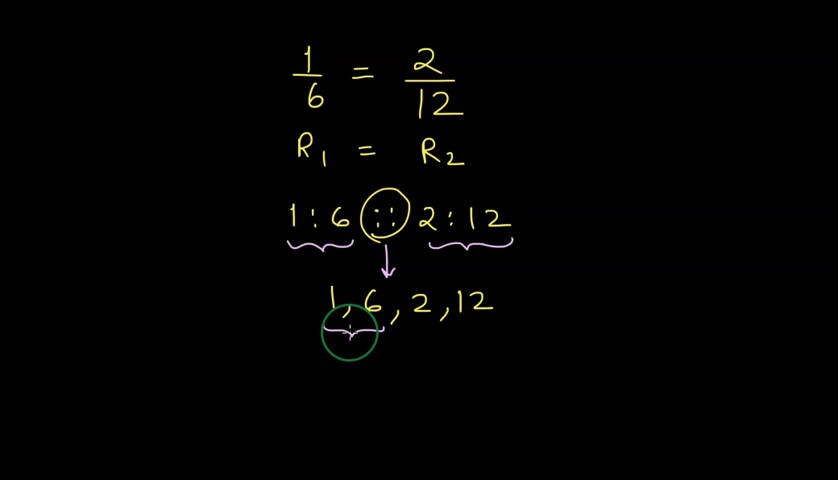 1/6 = 2/12
R₁ = R₂
1:6 :: 2:12
1, 6, 2, 12